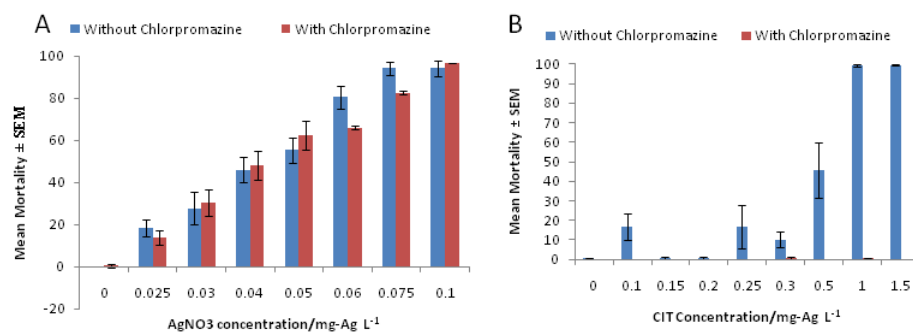 A
Without Chlorpromazine
With Chlorpromazine
Mean Mortality ± SEM
100
80
60
40
20
0
-20
0 0.025 0.03 0.04 0.05 0.06 0.075 0.1
AgNO3 concentration/mg-Ag L-1
B
Without Chlorpromazine
With Chlorpromazine
Mean Mortality ± SEM
100
90
80
70
60
50
40
30
20
10
0
0 0.1 0.15 0.2 0.25 0.3 0.5 1 1.5
CIT Concentration/mg-Ag L-1